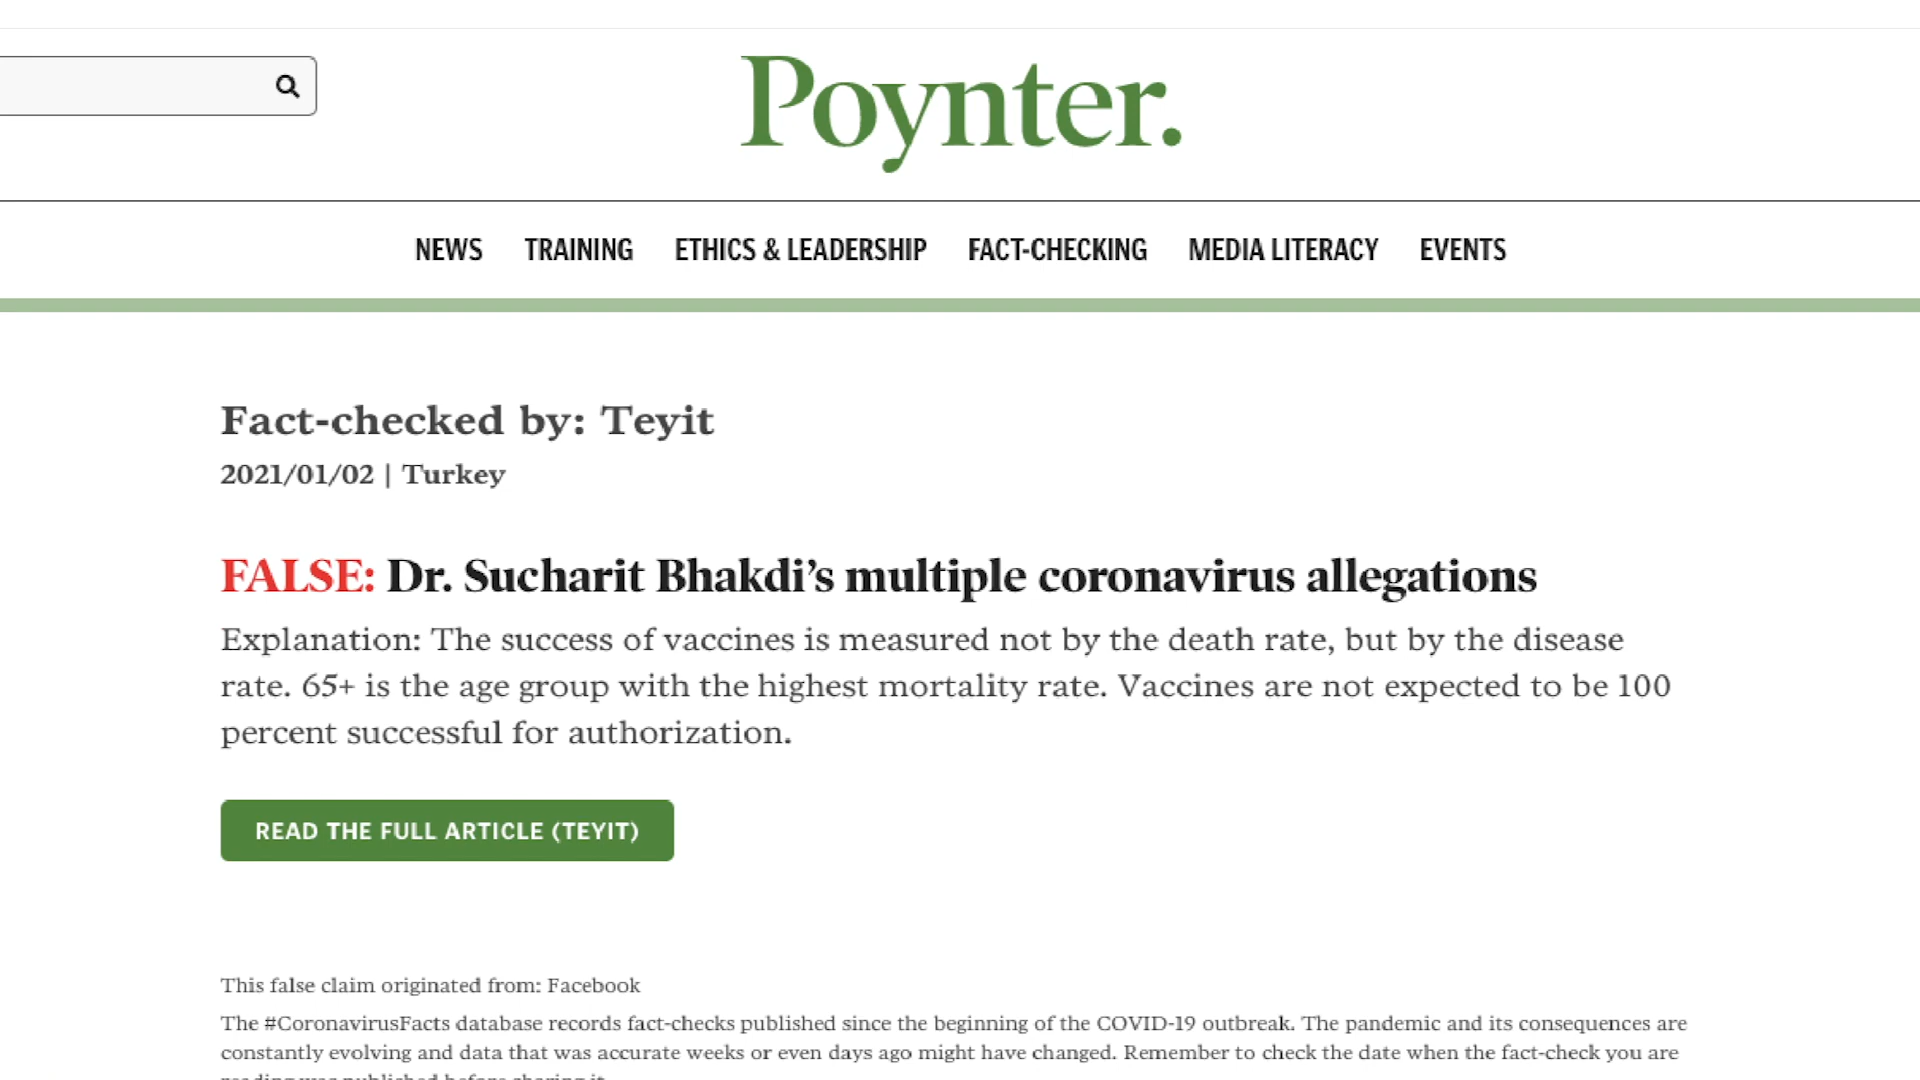 Poynter.
NEWS TRAINING ETHICS & LEADERSHIP FACT-CHECKING MEDIA LITERACY EVENTS
Fact-checked by: Teyit
2021/01/02 | Turkey
FALSE: Dr. Sucharit Bhakdi’s multiple coronavirus allegations
Explanation: The success of vaccines is measured not by the death rate, but by the disease
rate. 65+ is the age group with the highest mortality rate. Vaccines are not expected to be 100
percent successful for authorization.
READ THE FULL ARTICLE (TEYIT)
This false claim originated from: Facebook
The #CoronavirusFacts database records fact-checks published since the beginning of the COVID-19 outbreak. The pandemic and its consequences are
constantly evolving and data that was accurate weeks or even days ago might have changed. Remember to check the date when the fact-check you are
reading was published before sharing it.